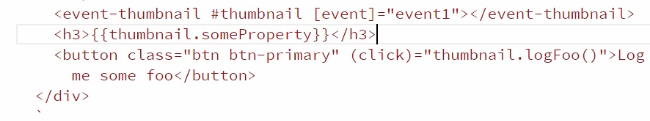 <event-thumbnail #thumbnail [event]="event1"></event-thumbnail>
<h3>{{thumbnail.someProperty}}</h3>
<button class="btn btn-primary" (click)="thumbnail.logFoo()">Log
me some foo</button>
</div>
`